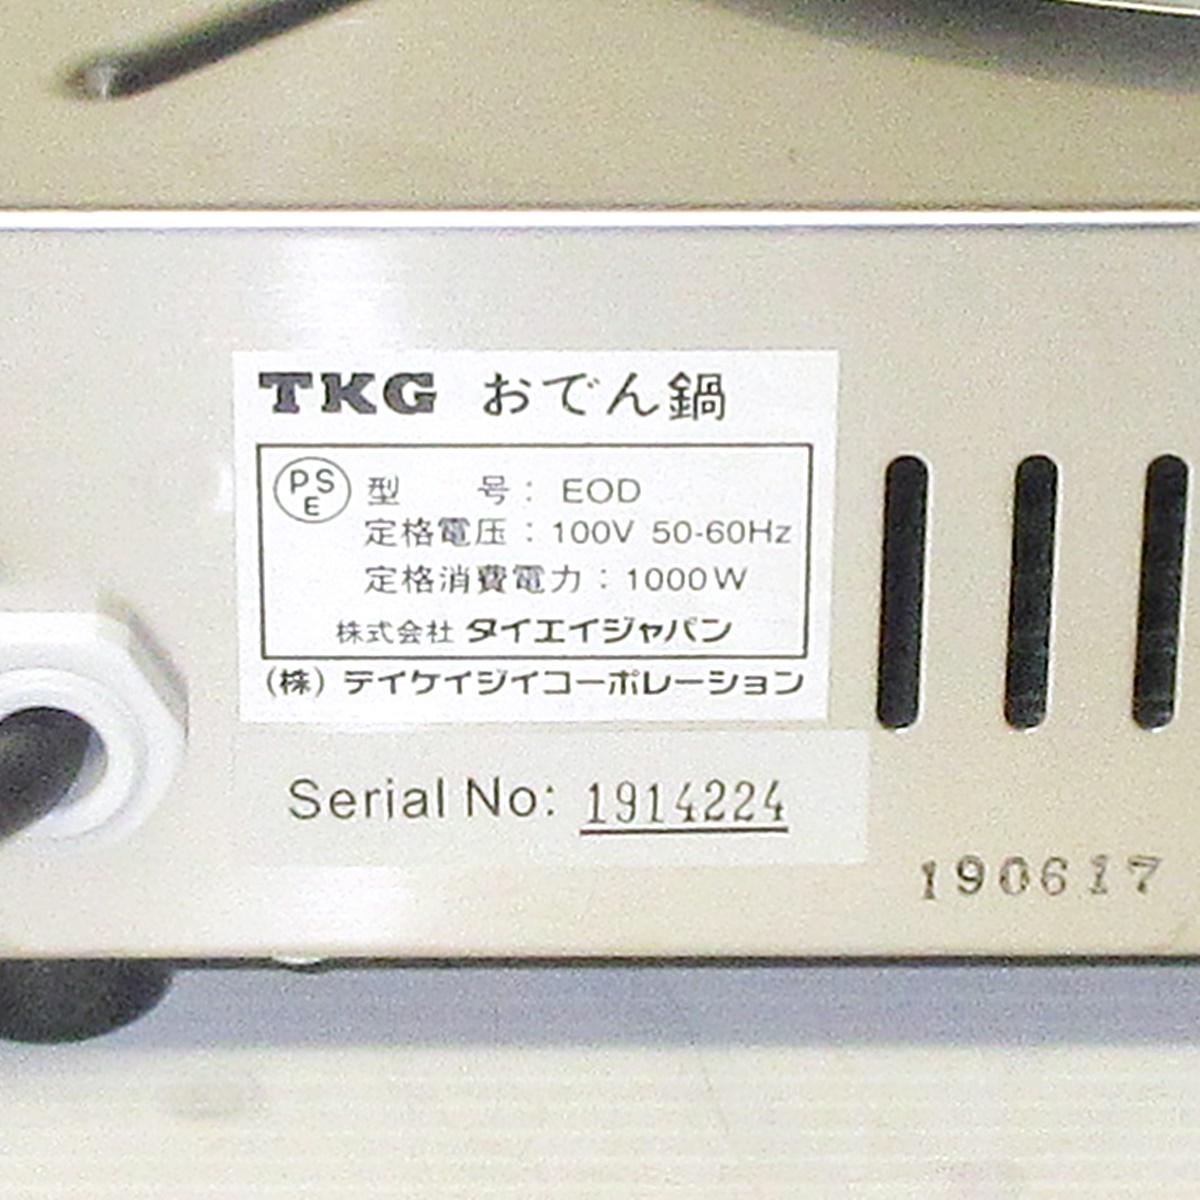 TKG おでん鍋
PSE 型 号: EOD
定格電圧:100V 50-60Hz
定格消費電力:1000W
株式会社 タイエイジャパン
(株)テイケイジイコーポレーション
Serial No: 1914224
190617